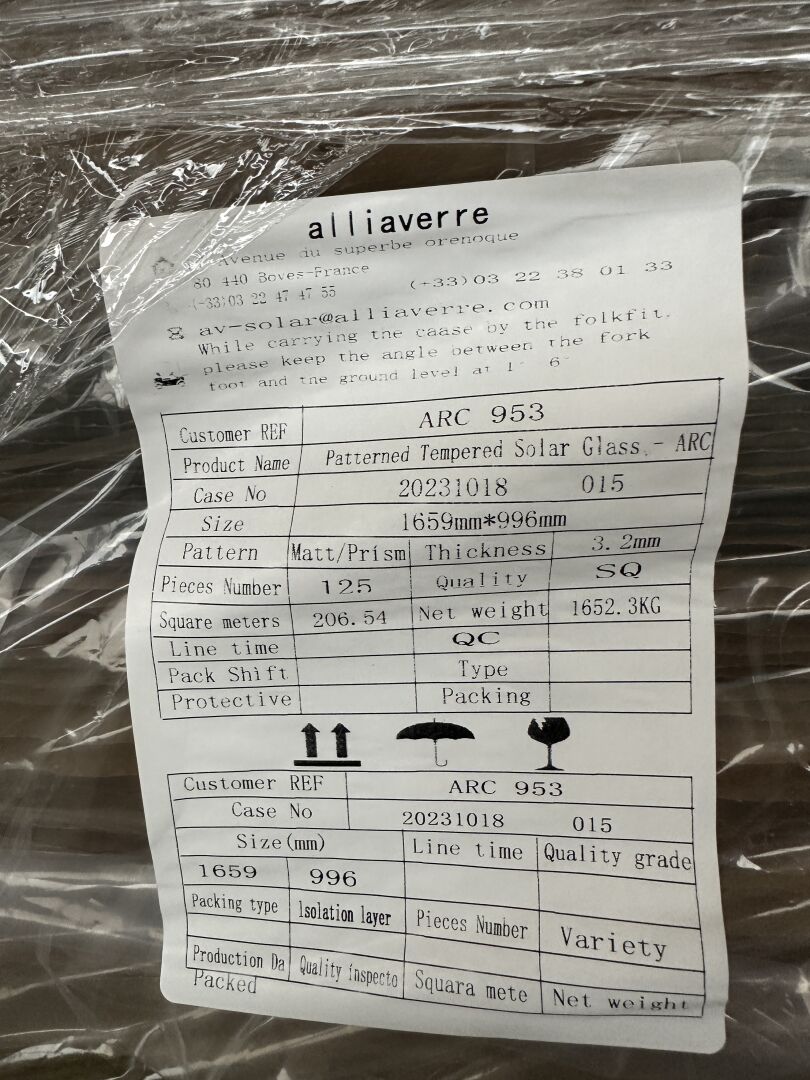 alliaverre
Avenue du superbe orenoque
80 440 Boves-France
(-33)03 22 47 47 55 (+33)03 22 38 01 33
av-solar@alliaverre.com
While carrying tne caase by the folkfit.
please keep the angle between the fork
toot and tne ground level at 1° 6°
Customer REF ARC 953
Product Name Patterned Tempered Solar Glass.- ARC
Case No 20231018 015
Size 1659mm*996mm
Pattern Matt/Prism Thickness 3.2mm
Pieces Number 125 Quality SQ
Square meters 206.54 Net weight 1652.3KG
Line time QC
Pack Shift Type
Protective Packing
Customer REF ARC 953
Case No 20231018 015
Size(mm) Line time Quality grade
1659 996
Packing type lsolation layer Pieces Number Variety
Production Da Quality inspecto Squara mete Net weight
Packed